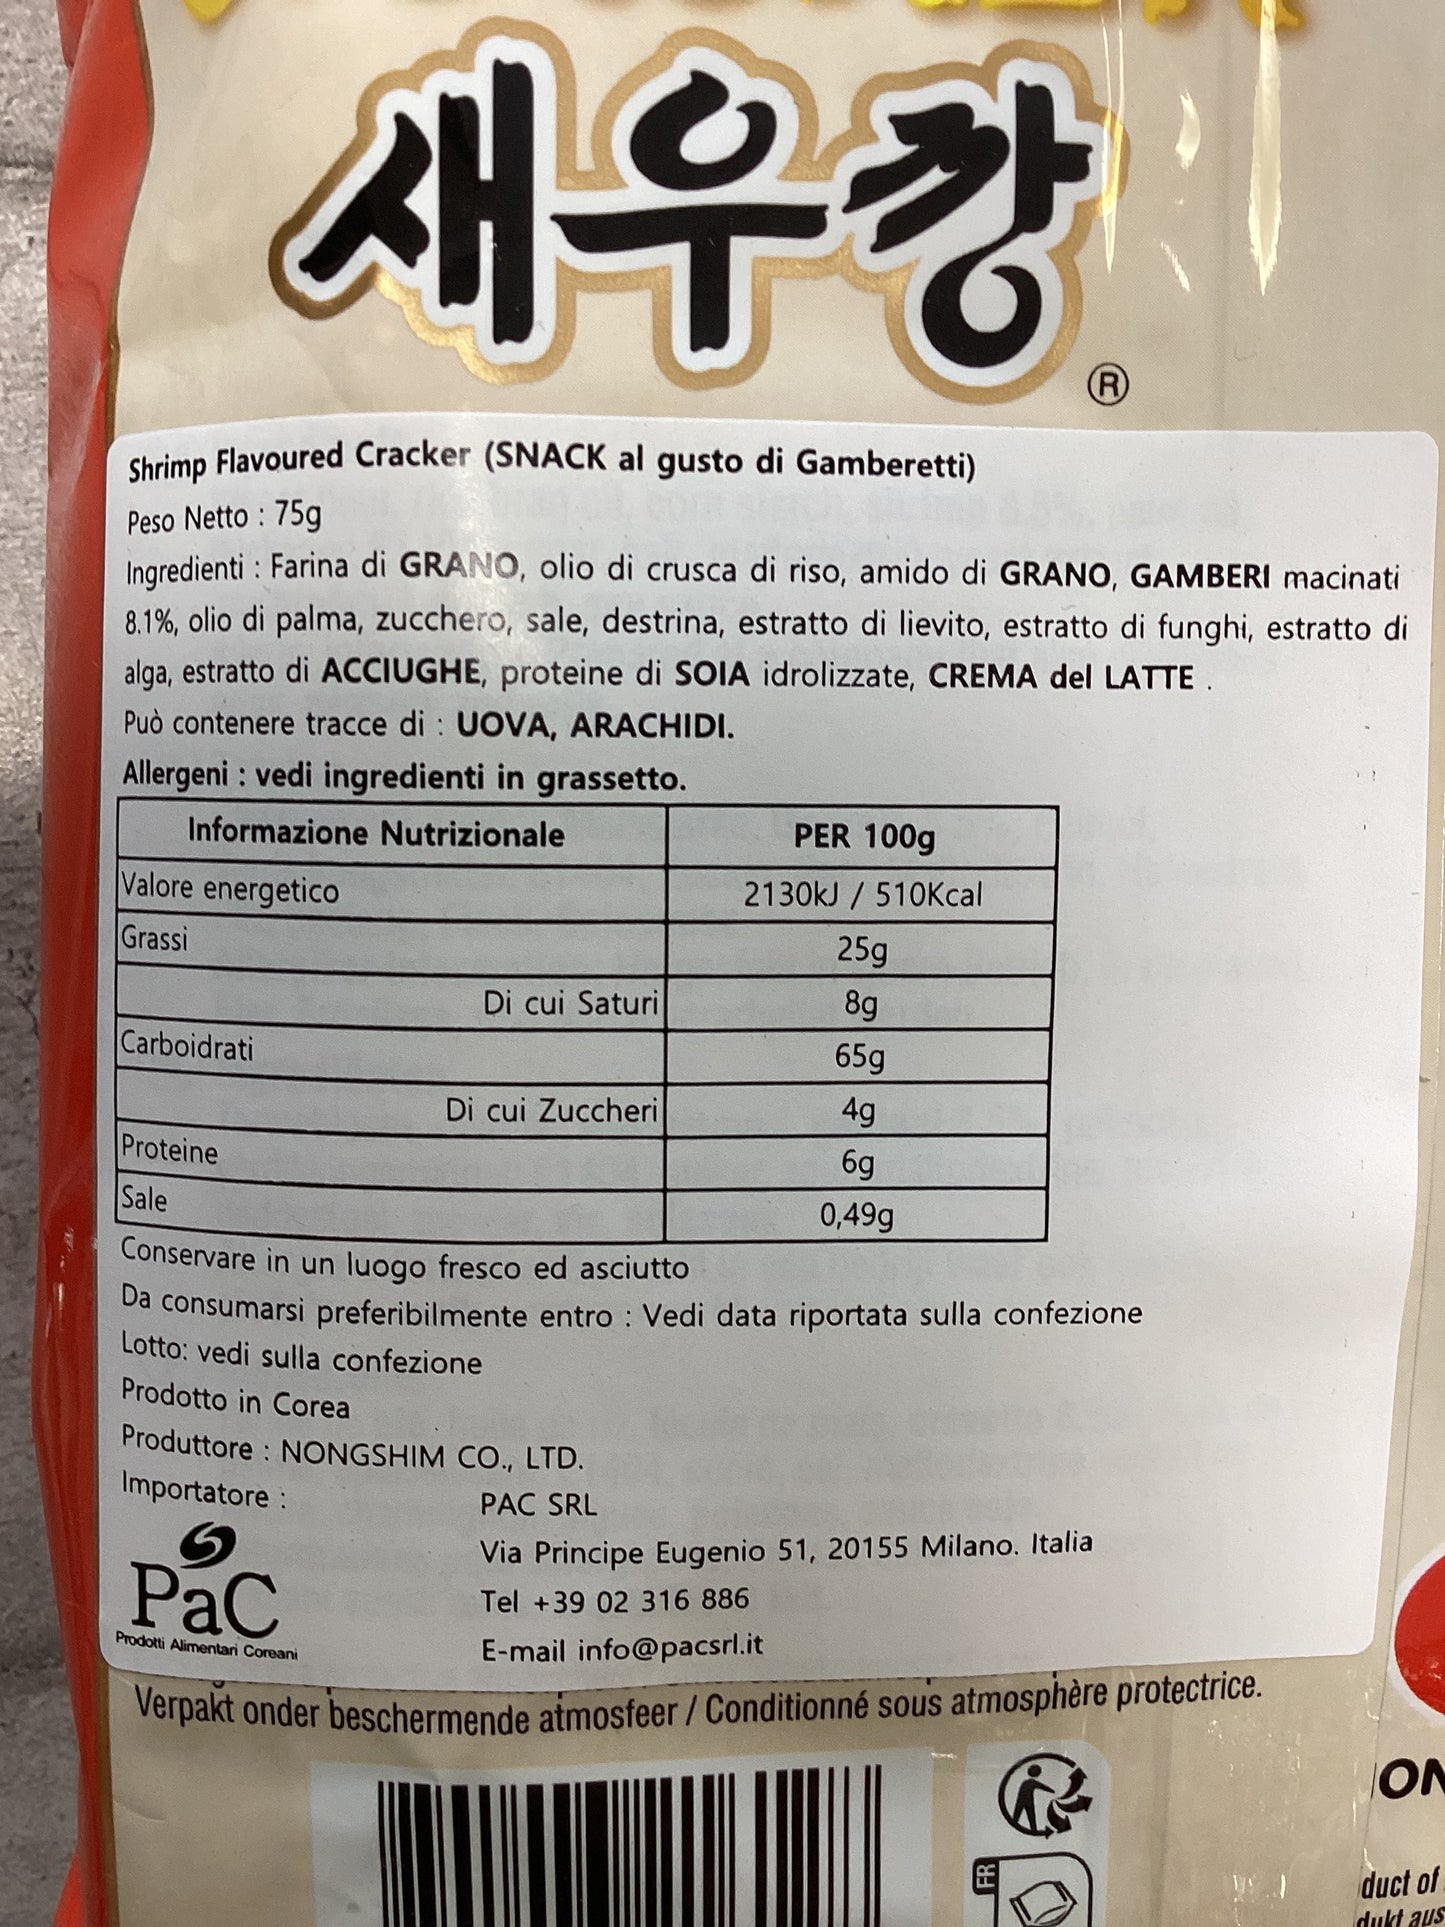 새우깡
®
Shrimp Flavoured Cracker (SNACK al gusto di Gamberetti)
Peso Netto : 75g
Ingredienti : Farina di GRANO, olio di crusca di riso, amido di GRANO, GAMBERI macinati
8.1%, olio di palma, zucchero, sale, destrina, estratto di lievito, estratto di funghi, estratto di
alga, estratto di ACCIUGHE, proteine di SOIA idrolizzate, CREMA del LATTE .
Può contenere tracce di : UOVA, ARACHIDI.
Allergeni : vedi ingredienti in grassetto.
Informazione Nutrizionale PER 100g
Valore energetico 2130kJ / 510Kcal
Grassi 25g
Di cui Saturi 8g
Carboidrati 65g
Di cui Zuccheri 4g
Proteine 6g
Sale 0,49g
Conservare in un luogo fresco ed asciutto
Da consumarsi preferibilmente entro : Vedi data riportata sulla confezione
Lotto: vedi sulla confezione
Prodotto in Corea
Produttore : NONGSHIM CO., LTD.
Importatore : PAC SRL
Via Principe Eugenio 51, 20155 Milano. Italia
Tel +39 02 316 886
E-mail info@pacsrl.it
PaC
Prodotti Alimentari Coreani
Verpakt onder beschermende atmosfeer / Conditionné sous atmosphère protectrice.
FR
duct of
dukt aus